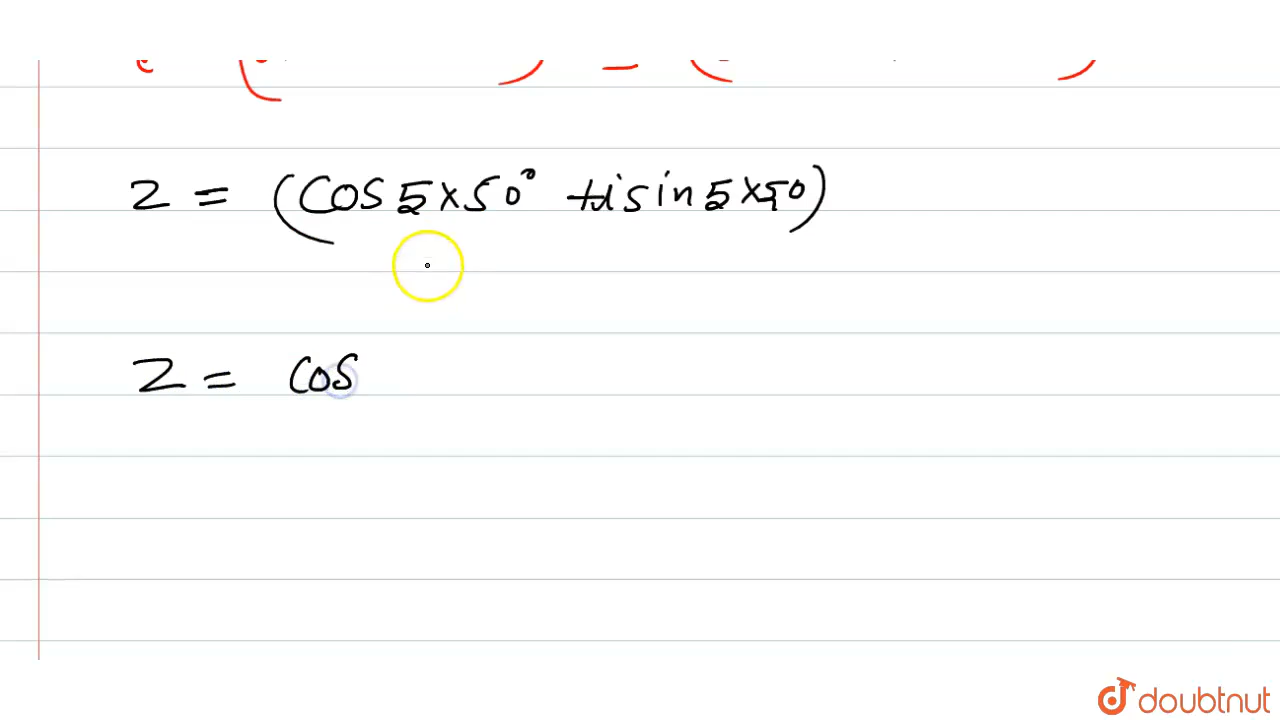 z = (cos 5×50° + i sin 5×50)
z = cos
doubtnut